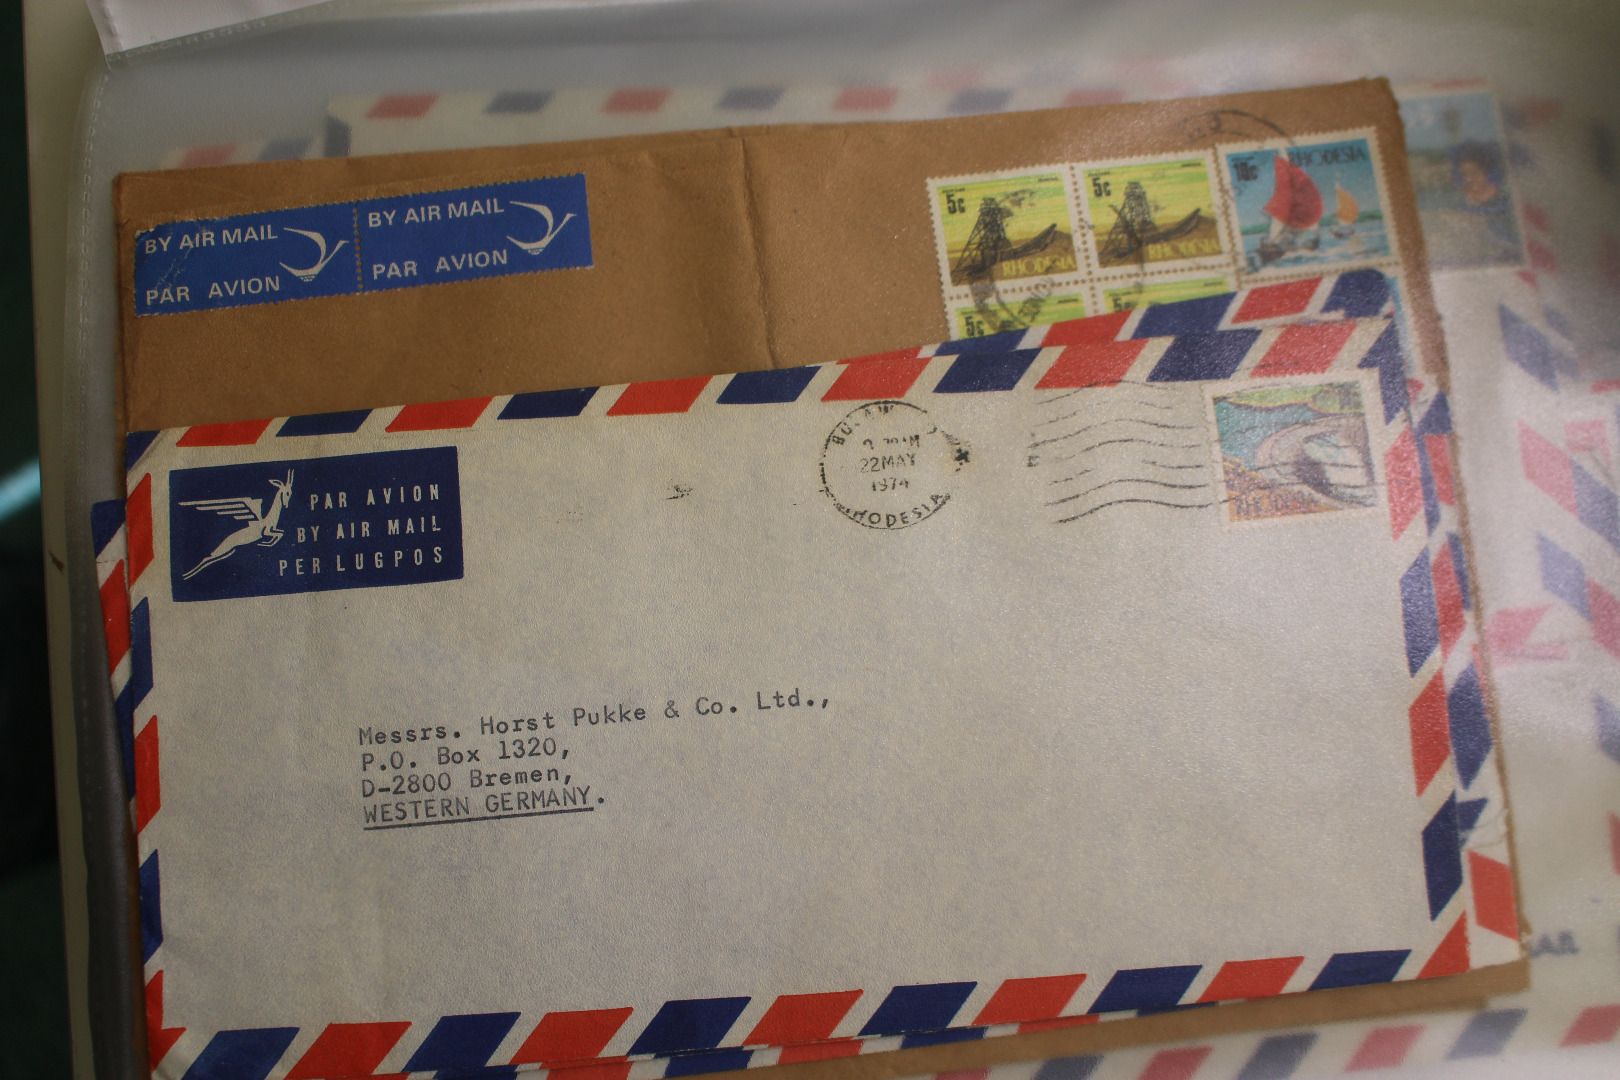 BY AIR MAIL
PAR AVION
BY AIR MAIL
PAR AVION
5c
RHODESIA
5c
RHODESIA
10c
RHODESIA
5c
5c
PAR AVION
BY AIR MAIL
PER LUGPOS
22 MAY
1974
RHODESIA
Messrs. Horst Pukke & Co. Ltd.,
P.O. Box 1320,
D-2800 Bremen,
WESTERN GERMANY.